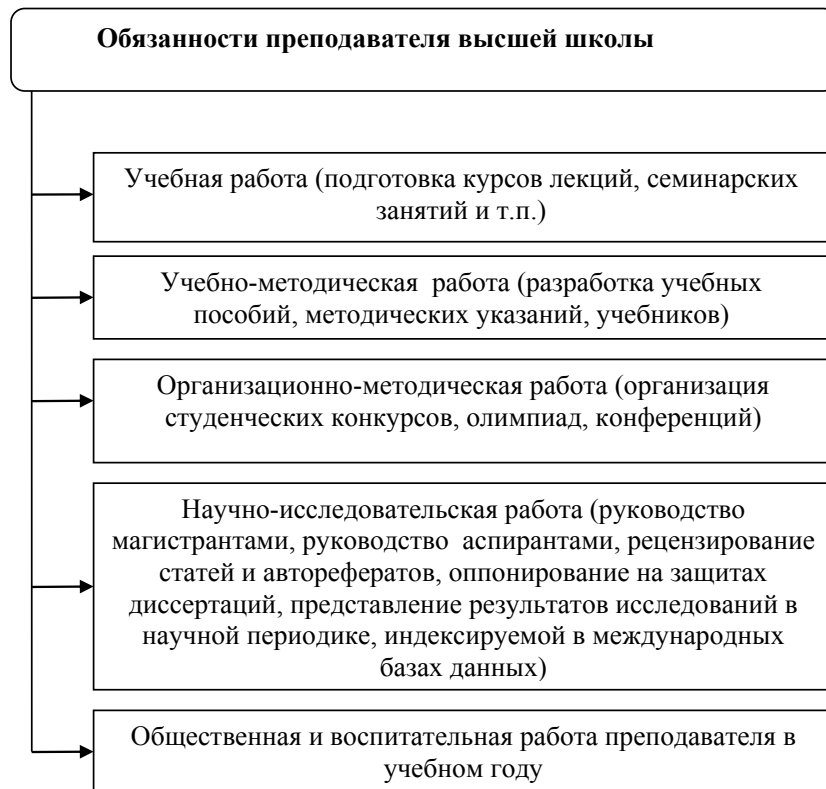 Обязанности преподавателя высшей школы
Учебная работа (подготовка курсов лекций, семинарских
занятий и т.п.)
Учебно-методическая работа (разработка учебных
пособий, методических указаний, учебников)
Организационно-методическая работа (организация
студенческих конкурсов, олимпиад, конференций)
Научно-исследовательская работа (руководство
магистрантами, руководство аспирантами, рецензирование
статей и авторефератов, оппонирование на защитах
диссертаций, представление результатов исследований в
научной периодике, индексируемой в международных
базах данных)
Общественная и воспитательная работа преподавателя в
учебном году